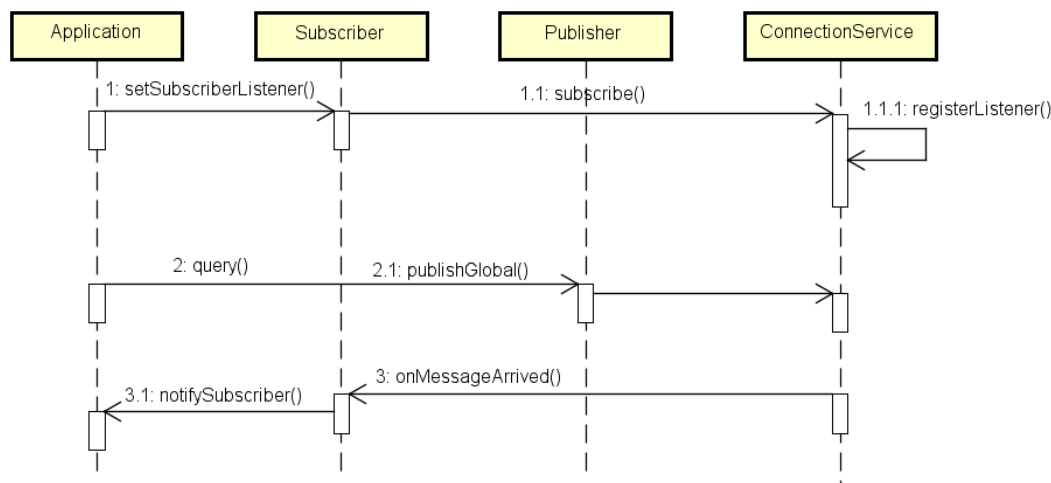 Application
Subscriber
Publisher
ConnectionService
1: setSubscriberListener()
1.1: subscribe()
1.1.1: registerListener()
2: query()
2.1: publishGlobal()
3: onMessageArrived()
3.1: notifySubscriber()